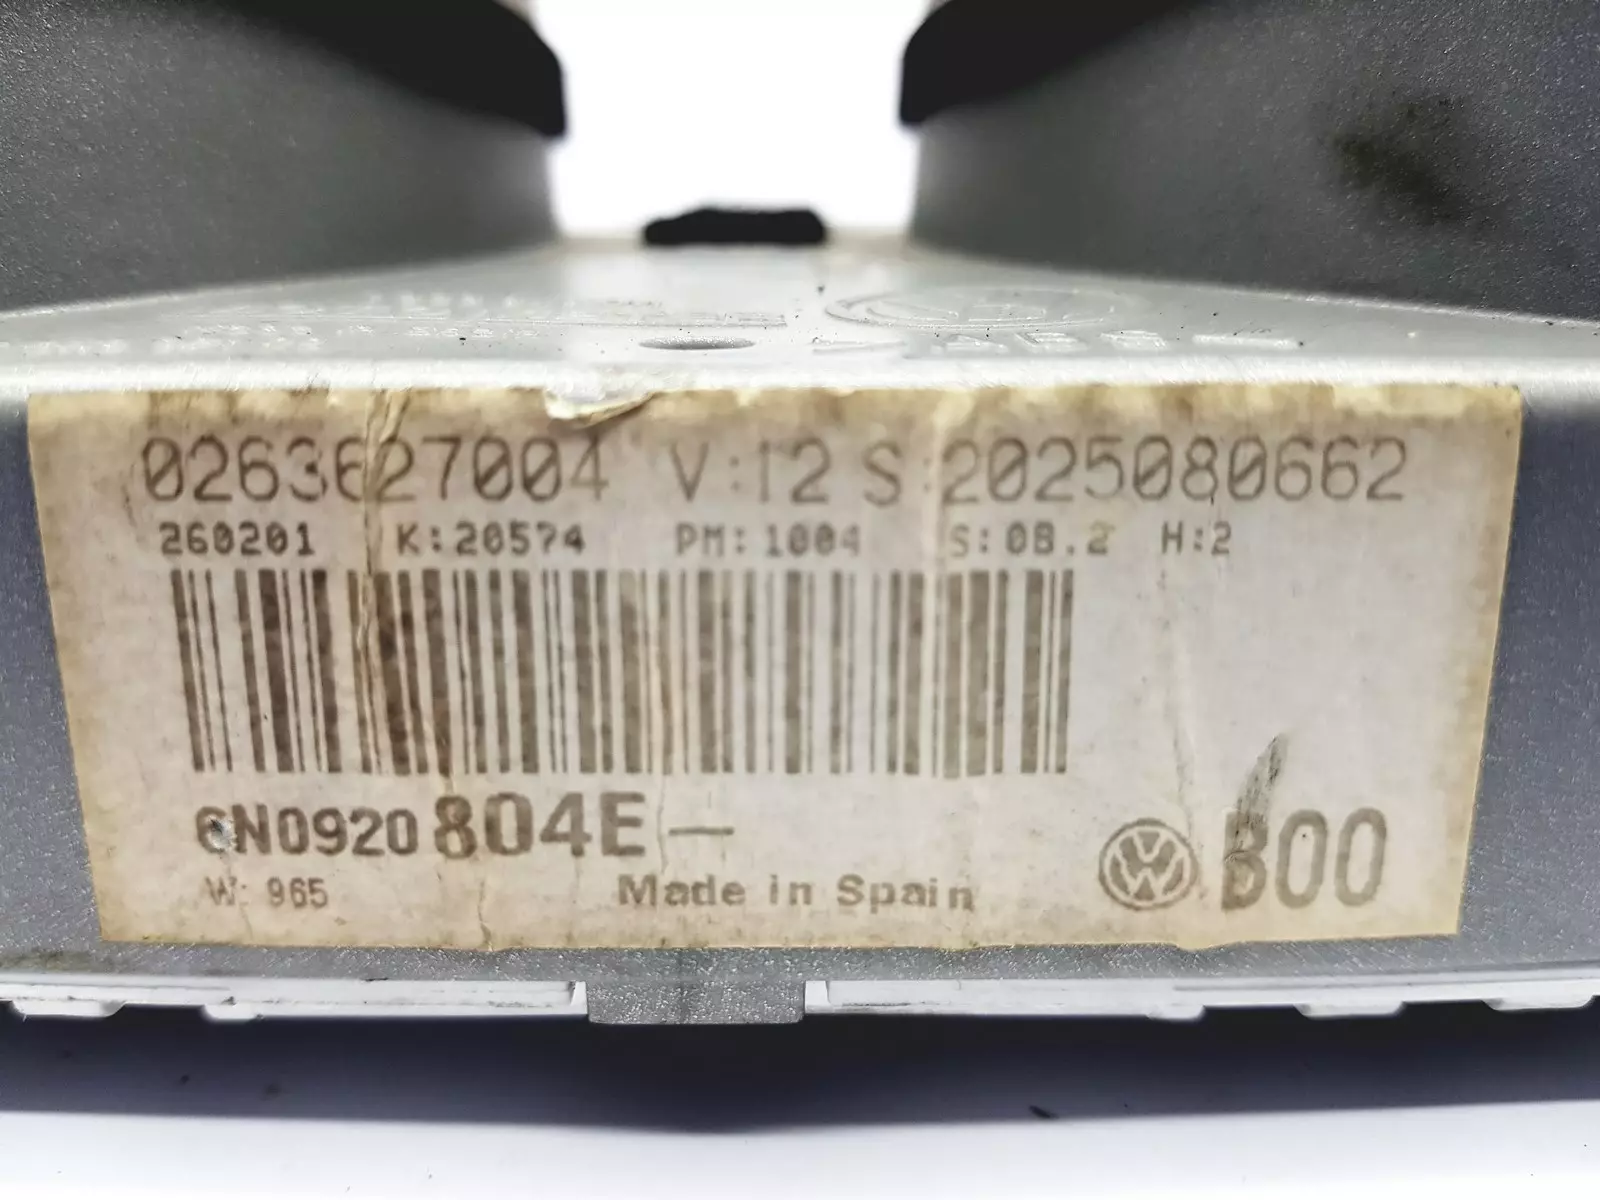 0263627004 V:12 S:2025080662
260201 K:20574 PM:1004 S:08.2 H:2
6N0920 804E —
W: 965 Made in Spain B00